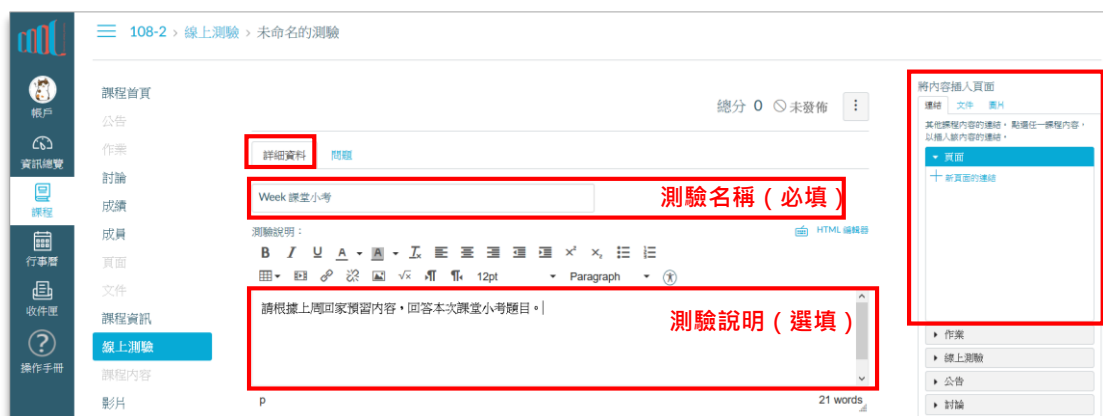 108-2 > 線上測驗 > 未命名的測驗
帳戶
資訊總覽
課程
行事曆
收件匣
操作手冊
課程首頁
公告
作業
討論
成績
成員
頁面
文件
課程資訊
線上測驗
課程內容
影片
總分 0 未發佈
詳細資料 問題
Week 課堂小考
測驗名稱（必填）
測驗說明：
HTML 編輯器
B I U A A Tx x² x₂
√x ¶ ¶ 12pt Paragraph
請根據上周回家預習內容，回答本次課堂小考題目。
測驗說明（選填）
p 21 words
將內容插入頁面
連結 文件 圖片
其他課程內容的連結。點選任一課程內容，
以插入該內容的連結。
頁面
新頁面的連結
作業
線上測驗
公告
討論